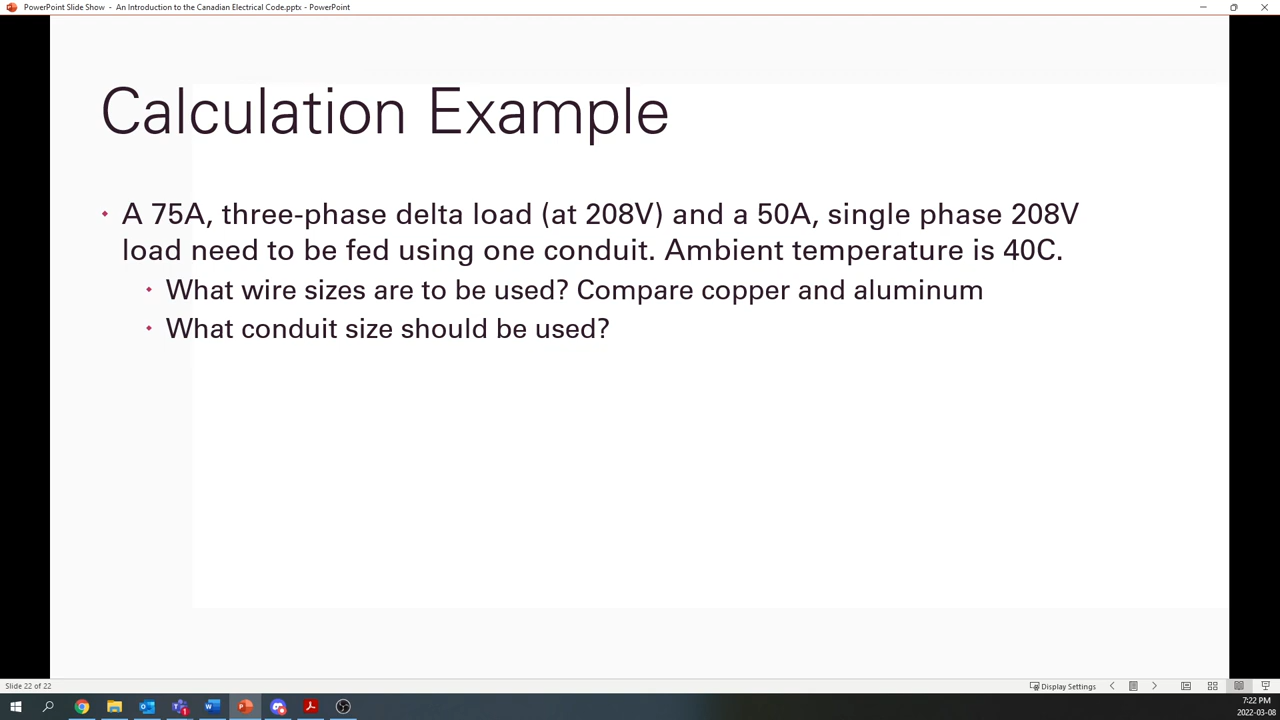 PowerPoint Slide Show - An Introduction to the Canadian Electrical Code.pptx - PowerPoint
Calculation Example
A 75A, three-phase delta load (at 208V) and a 50A, single phase 208V
load need to be fed using one conduit. Ambient temperature is 40C.
What wire sizes are to be used? Compare copper and aluminum
What conduit size should be used?
Slide 22 of 22
Display Settings
7:22 PM
2022-03-08